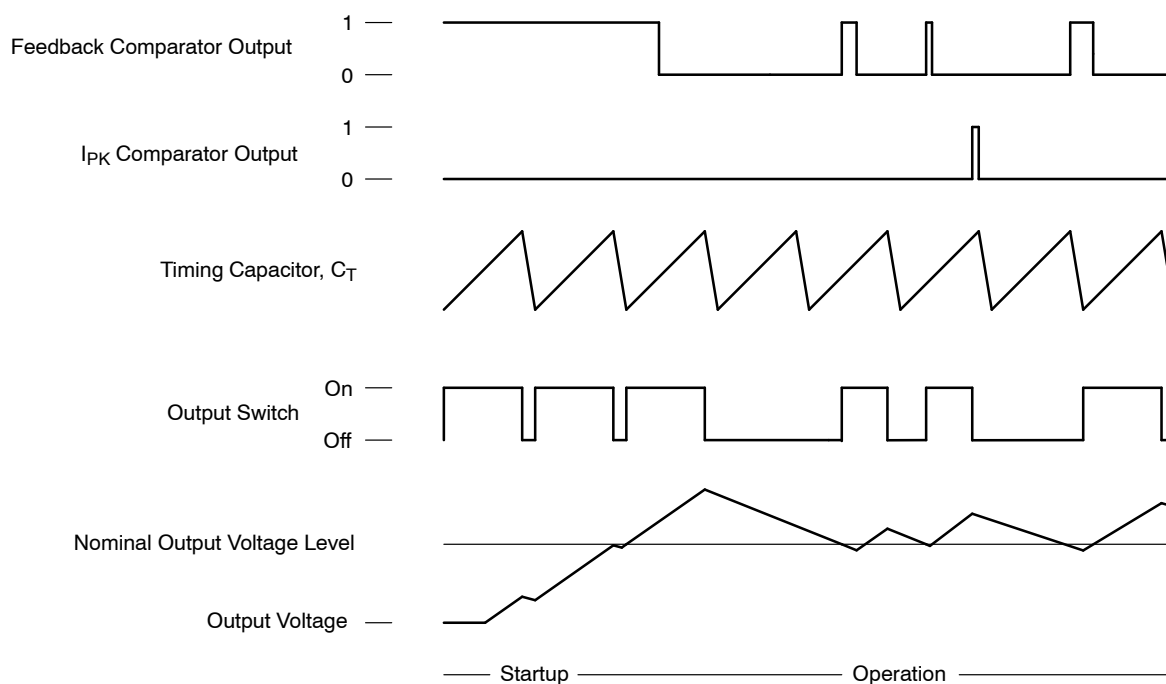 1
Feedback Comparator Output
0
1
IPK Comparator Output
0
Timing Capacitor, CT
On
Output Switch
Off
Nominal Output Voltage Level
Output Voltage
Startup
Operation